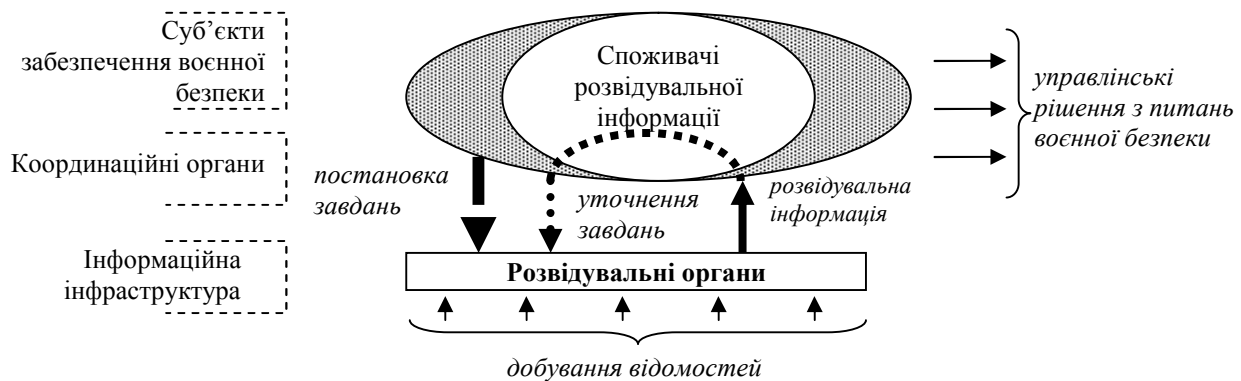 Суб’єкти
забезпечення воєнної
безпеки
Координаційні органи
Інформаційна
інфраструктура
Споживачі
розвідувальної
інформації
постановка
завдань
уточнення
завдань
розвідувальна
інформація
Розвідувальні органи
добування відомостей
управлінські
рішення з питань
воєнної безпеки